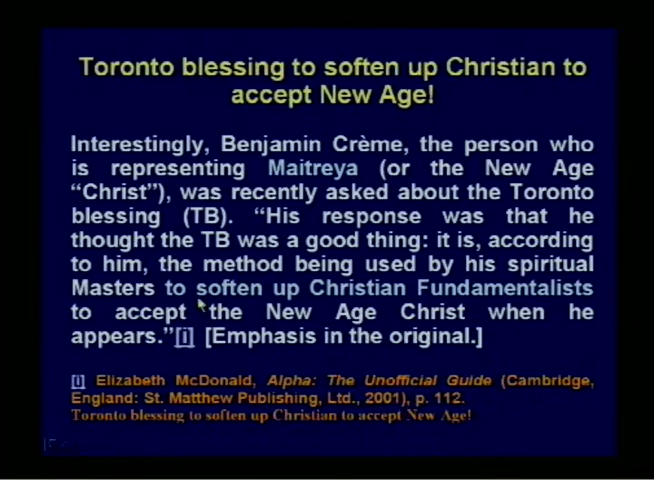 Toronto blessing to soften up Christian to
accept New Age!
Interestingly, Benjamin Crème, the person who
is representing Maitreya (or the New Age
“Christ”), was recently asked about the Toronto
blessing (TB). “His response was that he
thought the TB was a good thing: it is, according
to him, the method being used by his spiritual
Masters to soften up Christian Fundamentalists
to accept the New Age Christ when he
appears.”[i] [Emphasis in the original.]
[i] Elizabeth McDonald, Alpha: The Unofficial Guide (Cambridge,
England: St. Matthew Publishing, Ltd., 2001), p. 112.
Toronto blessing to soften up Christian to accept New Age!